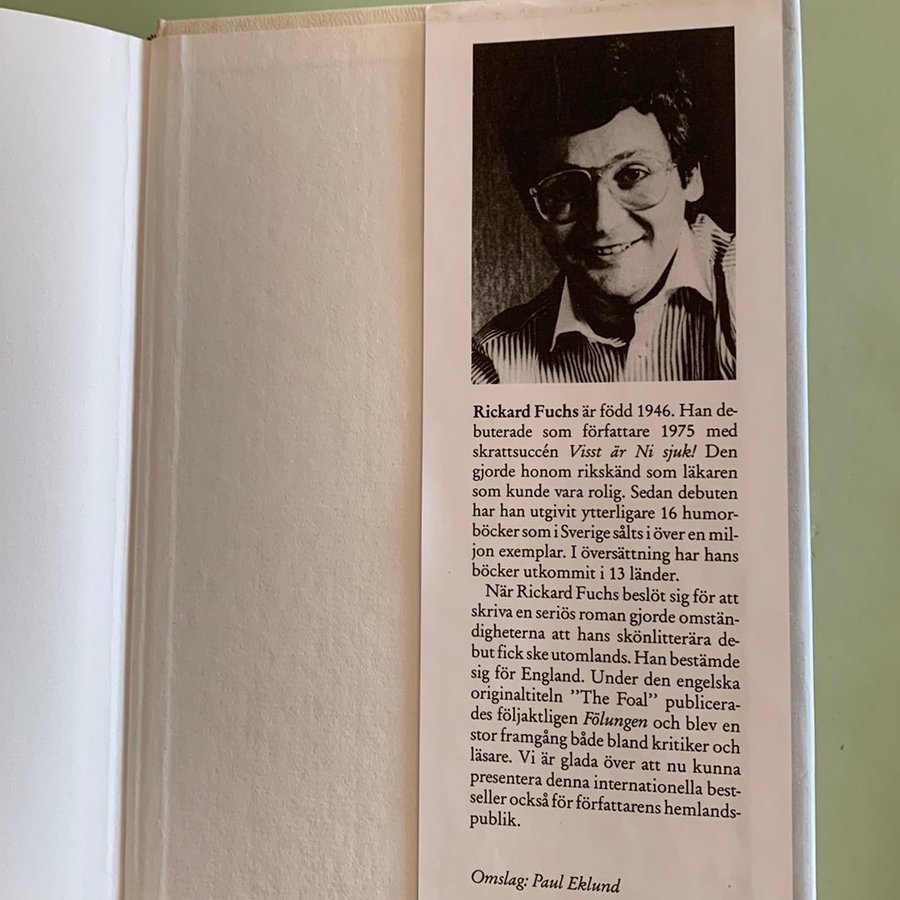 Rickard Fuchs är född 1946. Han de-
buterade som författare 1975 med
skrattsuccén Visst är Ni sjuk! Den
gjorde honom rikskänd som läkaren
som kunde vara rolig. Sedan debuten
har han utgivit ytterligare 16 humor-
böcker som i Sverige sålts i över en mil-
jon exemplar. I översättning har hans
böcker utkommit i 13 länder.
När Rickard Fuchs beslöt sig för att
skriva en seriös roman gjorde omstän-
digheterna att hans skönlitterära de-
but fick ske utomlands. Han bestämde
sig för England. Under den engelska
originaltiteln ”The Foal” publicera-
des följaktligen Fölungen och blev en
stor framgång både bland kritiker och
läsare. Vi är glada över att nu kunna
presentera denna internationella best-
seller också för författarens hemlands-
publik.
Omslag: Paul Eklund